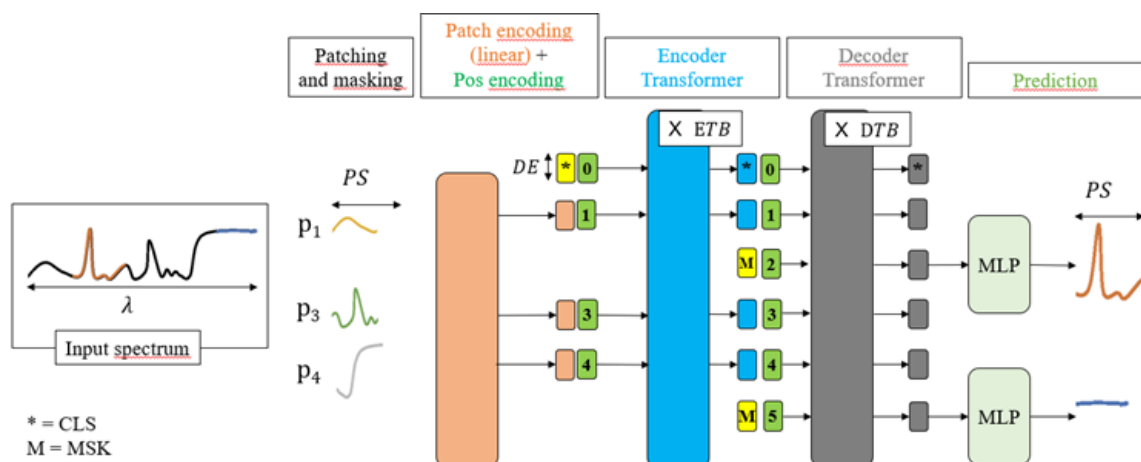 Patching
and masking
Patch encoding
(linear) +
Pos encoding
Encoder
Transformer
Decoder
Transformer
Prediction
X ETB
X DTB
DE
* 0
* 0
*
PS
PS
p1
1
1
M 2
MLP
λ
p3
3
3
Input spectrum
p4
4
4
M 5
MLP
* = CLS
M = MSK